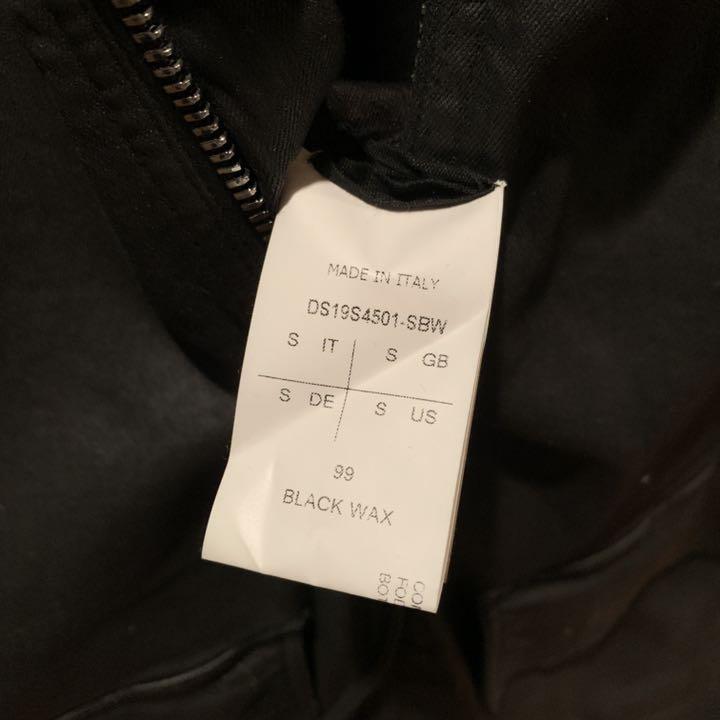 MADE IN ITALY
DS19S4501-SBW
S IT S GB
S DE S US
99
BLACK WAX